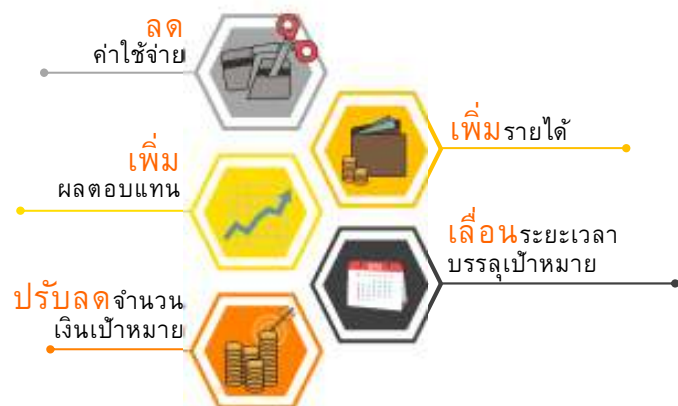 ลด
ค่าใช้จ่าย
เพิ่มรายได้
เพิ่ม
ผลตอบแทน
เลื่อนระยะเวลา
บรรลุเป้าหมาย
ปรับลดจำนวน
เงินเป้าหมาย